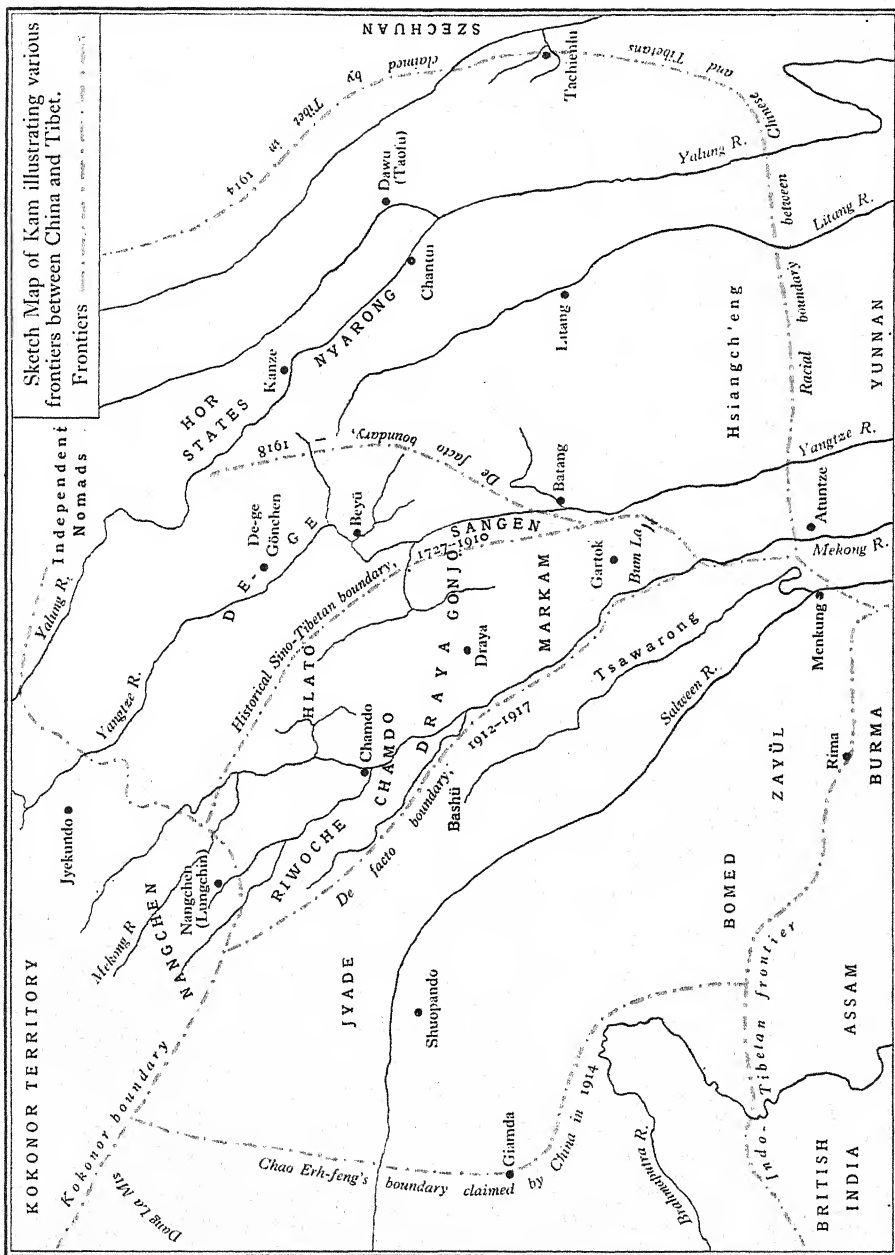 Sketch Map of Kam illustrating various
frontiers between China and Tibet.
Frontiers
KOKONOR TERRITORY
Kokonor boundary
Dang La Mts
Jyekundo
Yangtze R.
Yalung R.
Independent
Nomads
HOR
STATES
Kanze
NYARONG
Chantui
Dawu
(Taofu)
1914 in Tibet by claimed
SZECHUAN
Tachienlu
Mekong R
NANGCHEN
Nangchen
(Lungchin)
De-ge
Gönchen
DE-GE
Beyü
De facto boundary, 1918-
Historical Sino-Tibetan boundary, 1727-1910
HLATO
Chamdo
CHAMDO
RIWOCHE
De facto boundary, 1912-1917
DRAYA
Draya
GONJO
SANGEN
Batang
Litang
JYADE
Shuopando
Bashü
MARKAM
Gartok
Bum La
Tsawarong
Salween R.
Hsiangch'eng
Racial boundary between Chinese and Tibetans
Yalung R.
Litang R.
Yangtze R.
YUNNAN
Atuntze
Mekong R.
Menkung
Chao Erh-feng's boundary claimed by China in 1914
Giamda
Brahmaputra R.
BOMED
ZAYÜL
Rima
BURMA
Indo-Tibetan frontier
ASSAM
BRITISH
INDIA